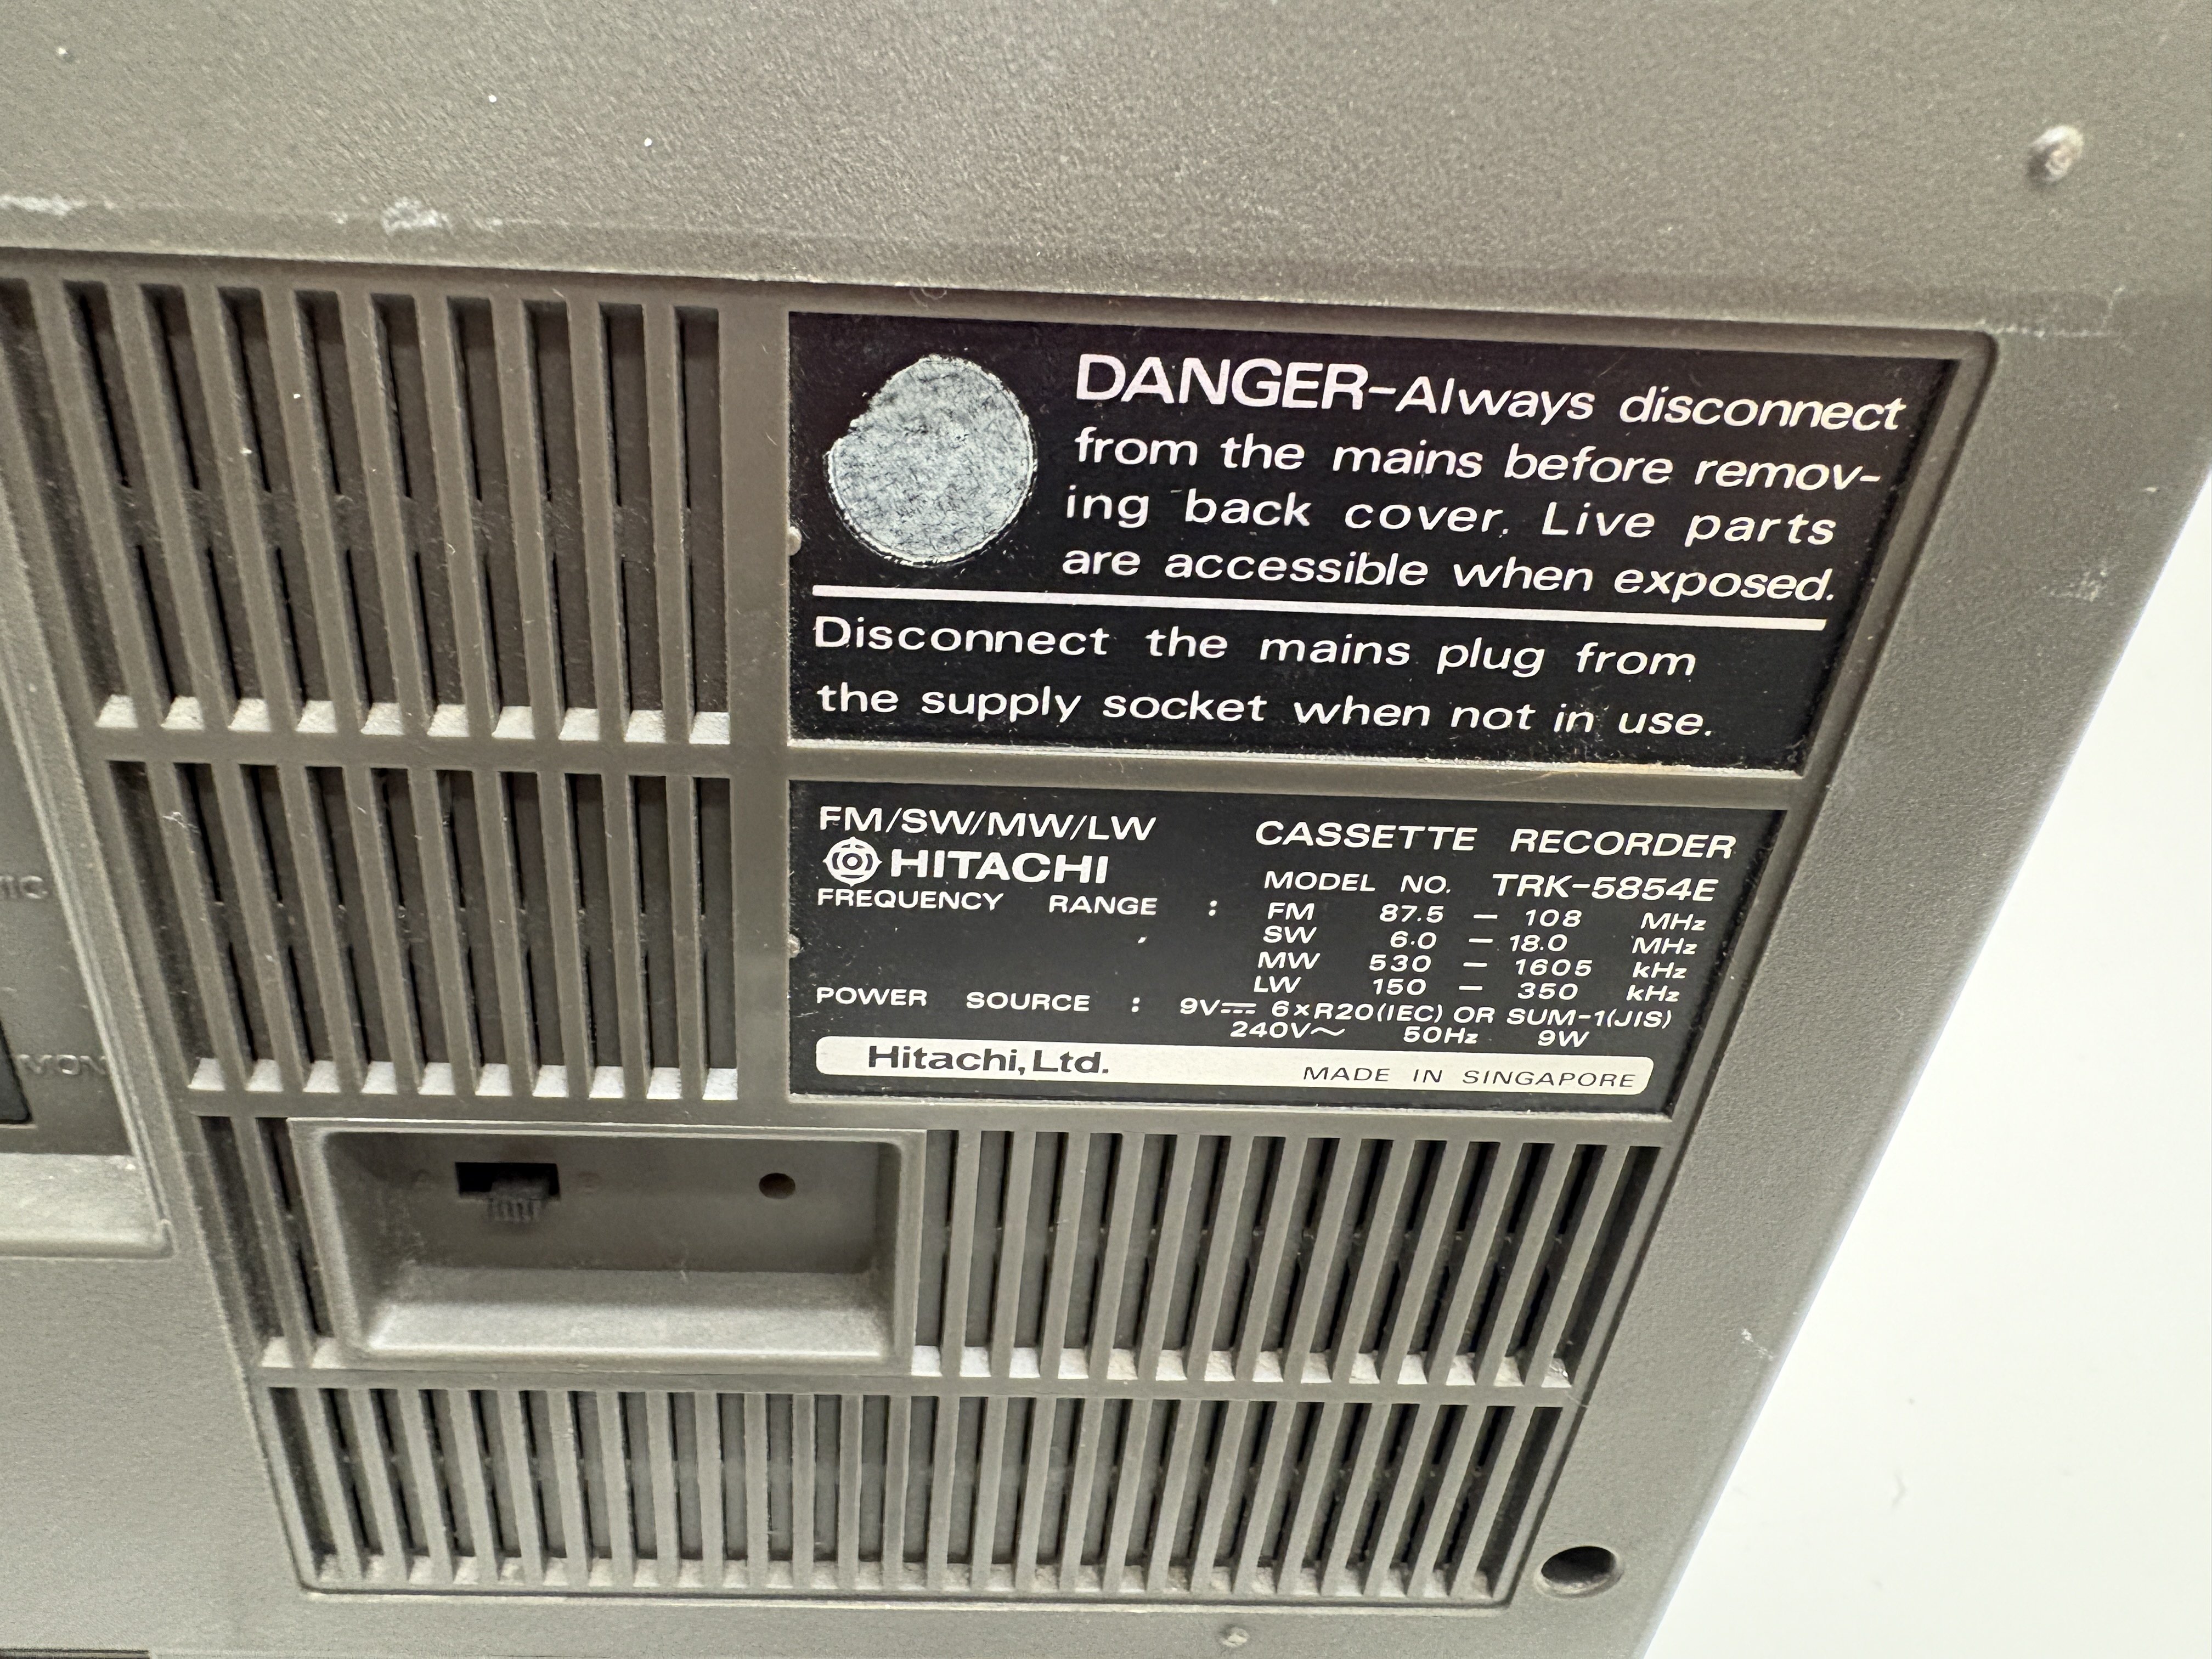 DANGER-Always disconnect
from the mains before remov-
ing back cover. Live parts
are accessible when exposed.
Disconnect the mains plug from
the supply socket when not in use.
FM/SW/MW/LW CASSETTE RECORDER
HITACHI MODEL NO. TRK-5854E
FREQUENCY RANGE : FM 87.5 — 108 MHz
SW 6.0 — 18.0 MHz
MW 530 — 1605 kHz
LW 150 — 350 kHz
POWER SOURCE : 9V⎓ 6×R20(IEC) OR SUM-1(JIS)
240V～ 50Hz 9W
Hitachi, Ltd. MADE IN SINGAPORE